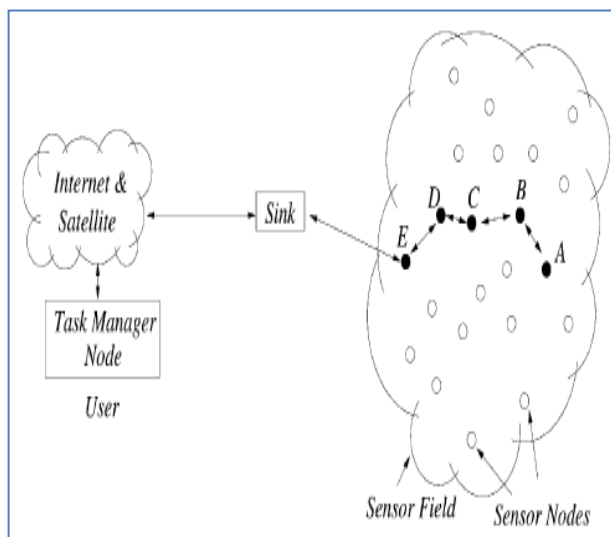 Internet &
Satellite
Task Manager
Node
User
Sink
E
D
C
B
A
Sensor Field
Sensor Nodes